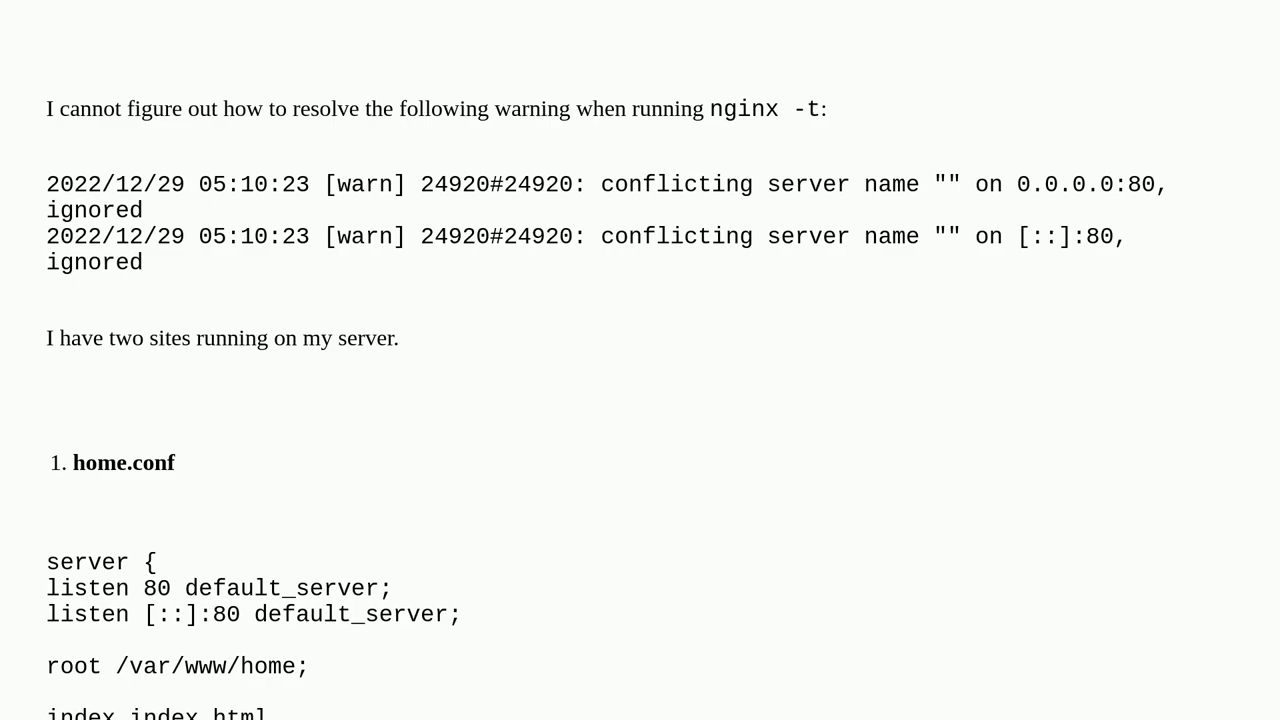 I cannot figure out how to resolve the following warning when running nginx -t:
2022/12/29 05:10:23 [warn] 24920#24920: conflicting server name "" on 0.0.0.0:80,
ignored
2022/12/29 05:10:23 [warn] 24920#24920: conflicting server name "" on [::]:80,
ignored
I have two sites running on my server.
1. home.conf
server {
listen 80 default_server;
listen [::]:80 default_server;
root /var/www/home;
index index.html